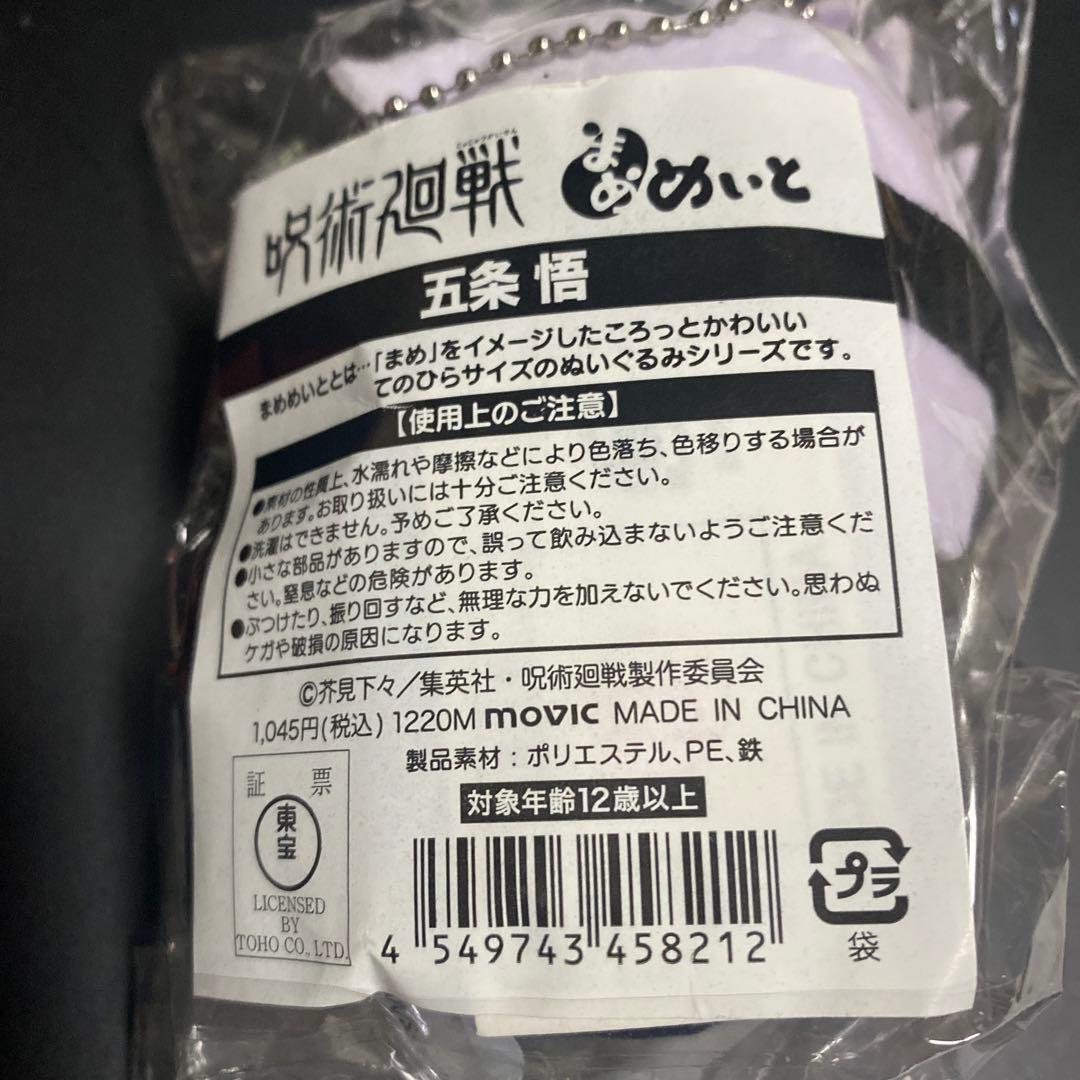 じゅじゅつかいせん
呪術廻戦
まめめいと
五条 悟
まめめいととは…「まめ」をイメージしたころっとかわいい
てのひらサイズのぬいぐるみシリーズです。
【使用上のご注意】
●素材の性質上、水濡れや摩擦などにより色落ち、色移りする場合が
あります。お取り扱いには十分ご注意ください。
●洗濯はできません。予めご了承ください。
●小さな部品がありますので、誤って飲み込まないようご注意くだ
さい。窒息などの危険があります。
●ぶつけたり、振り回すなど、無理な力を加えないでください。思わぬ
ケガや破損の原因になります。
©芥見下々／集英社・呪術廻戦製作委員会
1,045円(税込) 1220M movic MADE IN CHINA
製品素材：ポリエステル、PE、鉄
対象年齢12歳以上
証 票
東宝
LICENSED
BY
TOHO CO., LTD.
4 549743 458212
プラ
袋